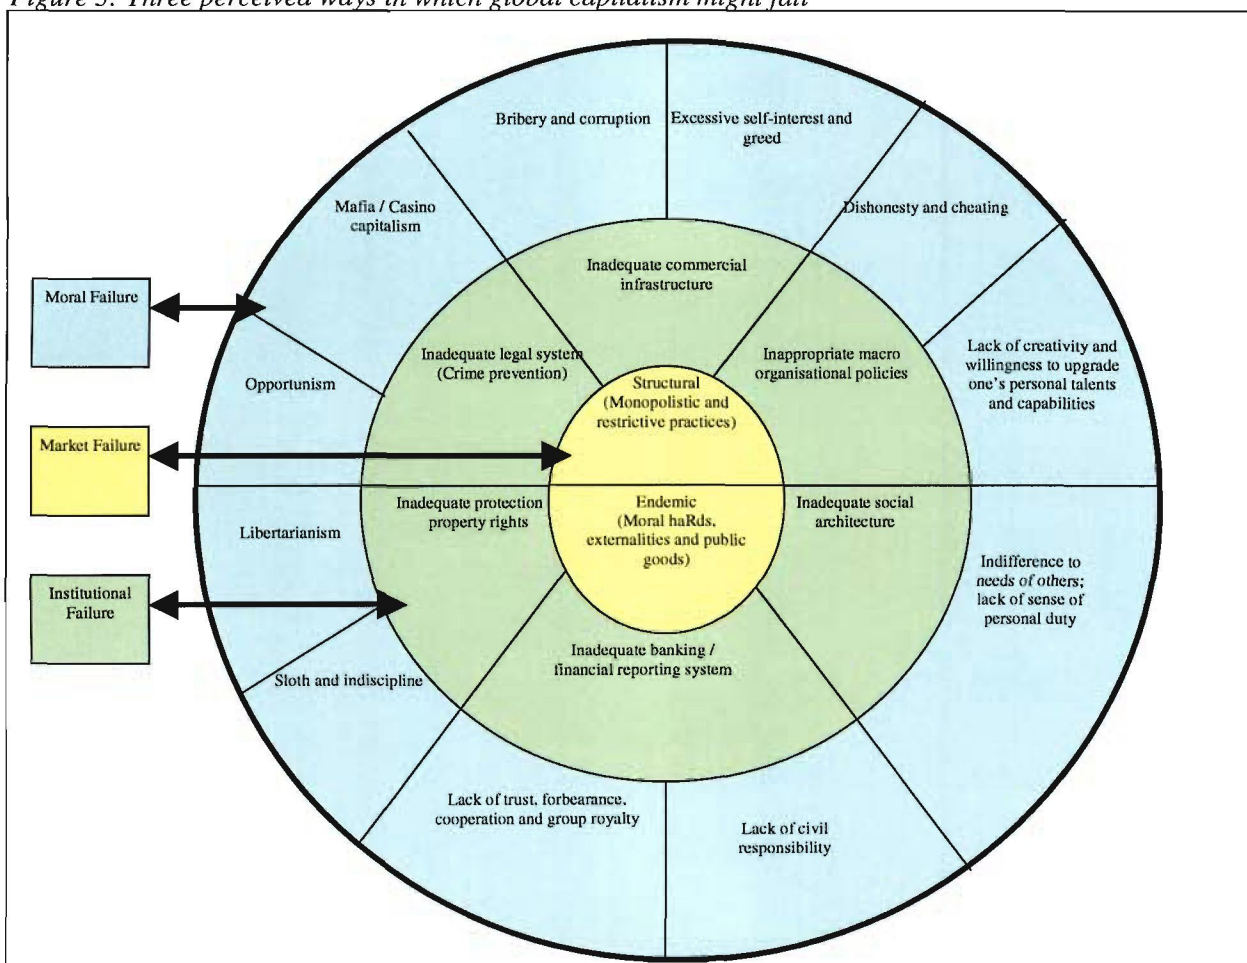 Figure 3: Three perceived ways in which global capitalism might fail
Bribery and corruption
Excessive self-interest and
greed
Mafia / Casino
capitalism
Dishonesty and cheating
Inadequate commercial
infrastructure
Moral Failure
Inadequate legal system
(Crime prevention)
Inappropriate macro
organisational policies
Lack of creativity and
willingness to upgrade
one's personal talents
and capabilities
Opportunism
Structural
(Monopolistic and
restrictive practices)
Market Failure
Libertarianism
Inadequate protection
property rights
Endemic
(Moral haRds,
externalities and public
goods)
Inadequate social
architecture
Indifference to
needs of others;
lack of sense of
personal duty
Institutional
Failure
Inadequate banking /
financial reporting system
Sloth and indiscipline
Lack of trust, forbearance,
cooperation and group royalty
Lack of civil
responsibility